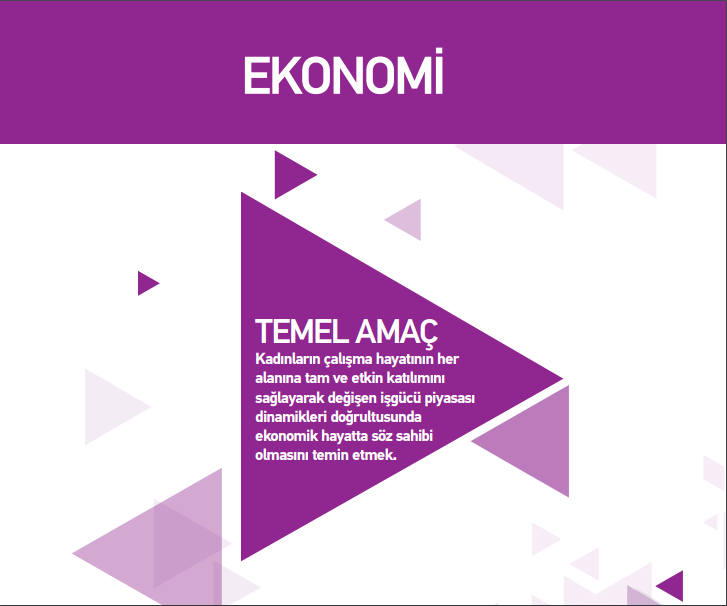 EKONOMİ
TEMEL AMAÇ
Kadınların çalışma hayatının her
alanına tam ve etkin katılımını
sağlayarak değişen işgücü piyasası
dinamikleri doğrultusunda
ekonomik hayatta söz sahibi
olmasını temin etmek.